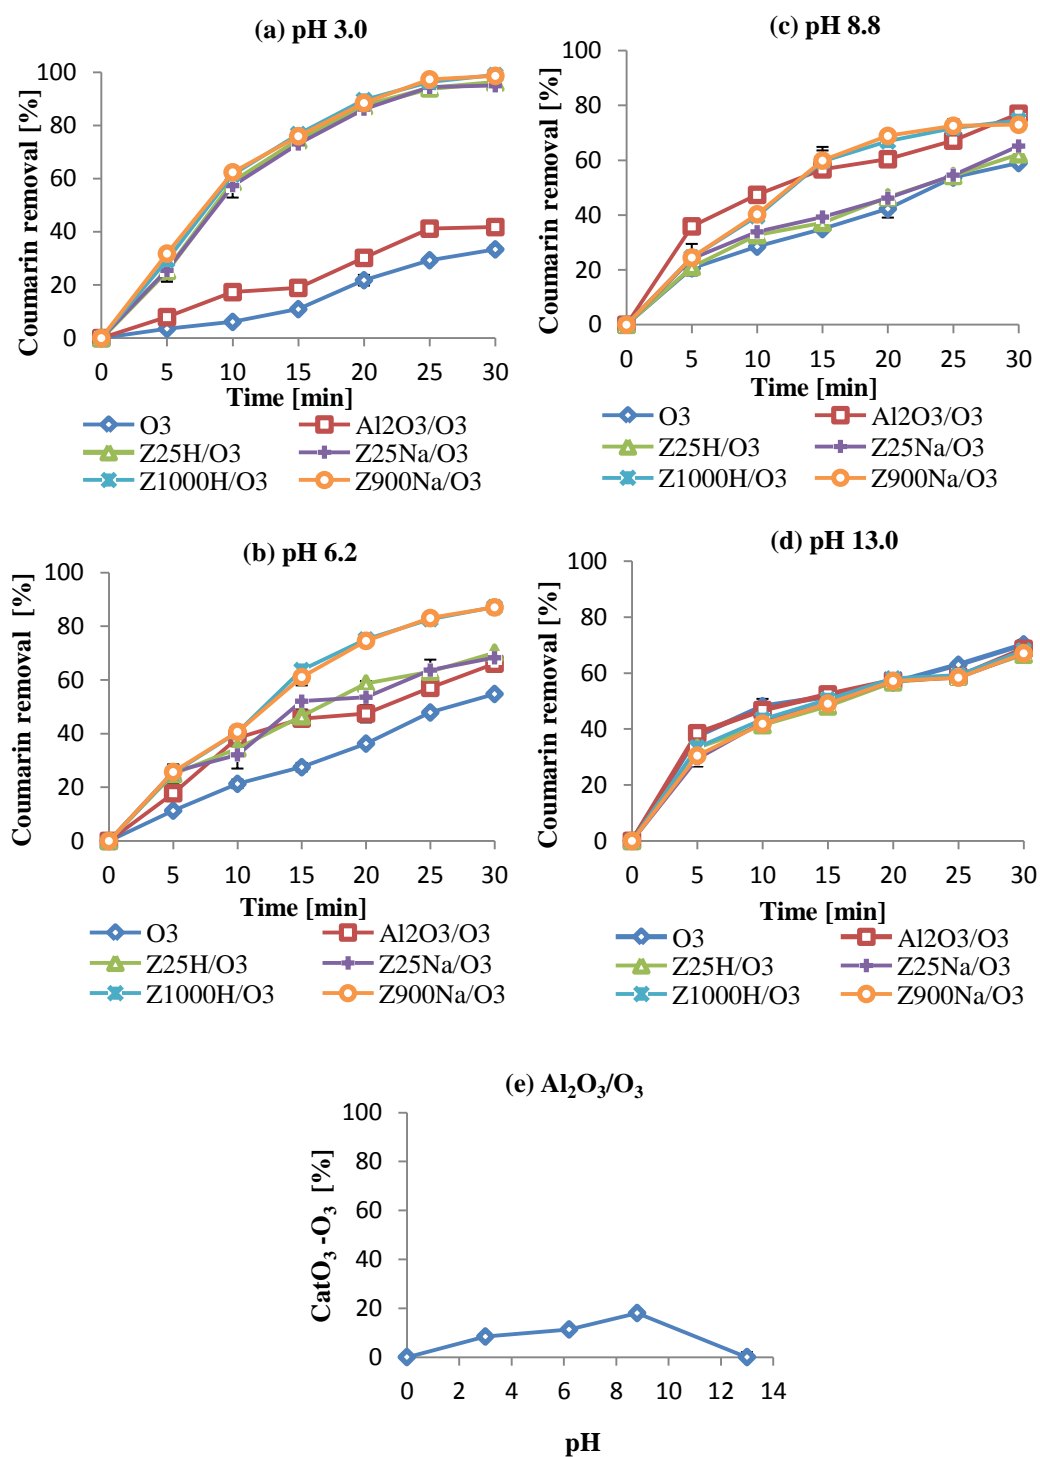 (a) pH 3.0
Coumarin removal [%]
100
80
60
40
20
0
0 5 10 15 20 25 30
Time [min]
O3 Al2O3/O3
Z25H/O3 Z25Na/O3
Z1000H/O3 Z900Na/O3
(c) pH 8.8
Coumarin removal [%]
100
80
60
40
20
0
0 5 10 15 20 25 30
Time [min]
O3 Al2O3/O3
Z25H/O3 Z25Na/O3
Z1000H/O3 Z900Na/O3
(b) pH 6.2
Coumarin removal [%]
100
80
60
40
20
0
0 5 10 15 20 25 30
Time [min]
O3 Al2O3/O3
Z25H/O3 Z25Na/O3
Z1000H/O3 Z900Na/O3
(d) pH 13.0
Coumarin removal [%]
100
80
60
40
20
0
0 5 10 15 20 25 30
Time [min]
O3 Al2O3/O3
Z25H/O3 Z25Na/O3
Z1000H/O3 Z900Na/O3
(e) Al₂O₃/O₃
CatO₃ -O₃ [%]
100
80
60
40
20
0
0 2 4 6 8 10 12 14
pH